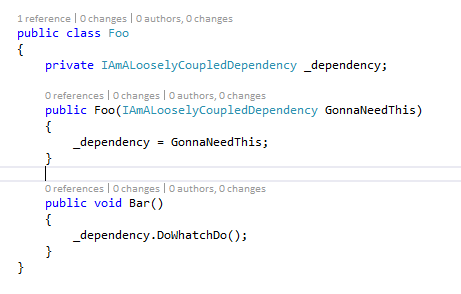 1 reference | 0 changes | 0 authors, 0 changes
public class Foo
{
private IAmALooselyCoupledDependency _dependency;
0 references | 0 changes | 0 authors, 0 changes
public Foo(IAmALooselyCoupledDependency GonnaNeedThis)
{
_dependency = GonnaNeedThis;
}
0 references | 0 changes | 0 authors, 0 changes
public void Bar()
{
_dependency.DoWhatchDo();
}
}